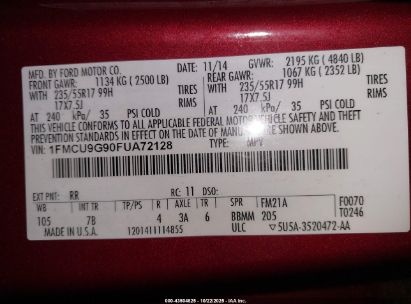 MFD. BY FORD MOTOR CO.
DATE: 11/14 GVWR: 2195 KG ( 4840 LB)
FRONT GAWR: 1134 KG ( 2500 LB) REAR GAWR: 1067 KG ( 2352 LB)
WITH 235/55R17 99H TIRES WITH 235/55R17 99H TIRES
17X7.5J RIMS 17X7.5J RIMS
AT 240 kPa/ 35 PSI COLD AT 240 kPa/ 35 PSI COLD
THIS VEHICLE CONFORMS TO ALL APPLICABLE FEDERAL MOTOR VEHICLE SAFETY, BUMPER, AND THEFT
PREVENTION STANDARDS IN EFFECT ON THE DATE OF MANUFACTURE SHOWN ABOVE.
VIN: 1FMCU9G90FUA72128 TYPE: MPV
EXT PNT: RR RC: 11 DSO:
WB INT TR TP/PS R AXLE TR SPR FM21A F0070
105 7B 4 3A 6 BBMM 205 T0246
MADE IN U.S.A. 1201411114855 ULC 5U5A-3520472-AA
000-43904625 - 10/22/2025 - IAAI.com